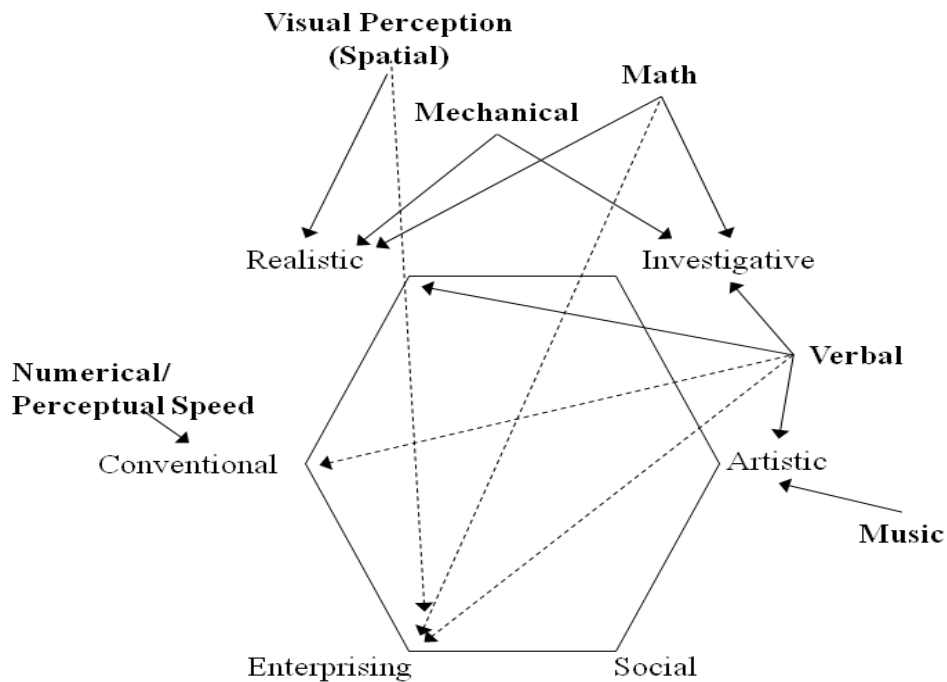 Visual Perception
(Spatial)
Math
Mechanical
Realistic
Investigative
Verbal
Numerical/
Perceptual Speed
Conventional
Artistic
Music
Enterprising
Social